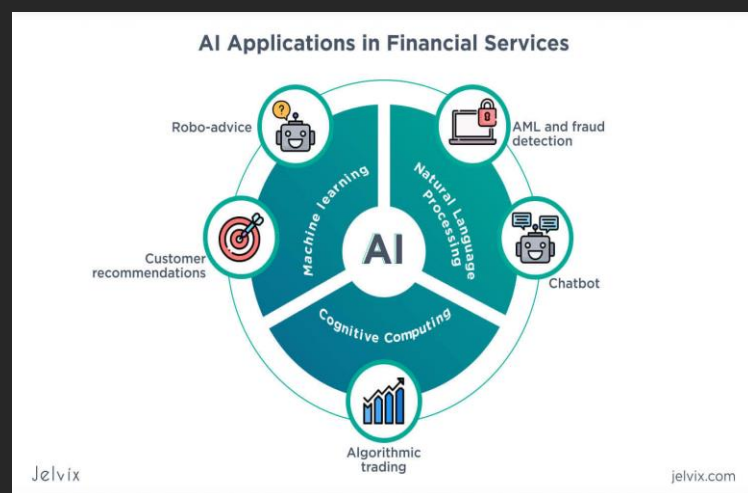 AI Applications in Financial Services
Robo-advice
?
AML and fraud
detection
Machine learning
Natural Language
Processing
AI
Customer
recommendations
Chatbot
Cognitive Computing
Algorithmic
trading
Jelvix
jelvix.com